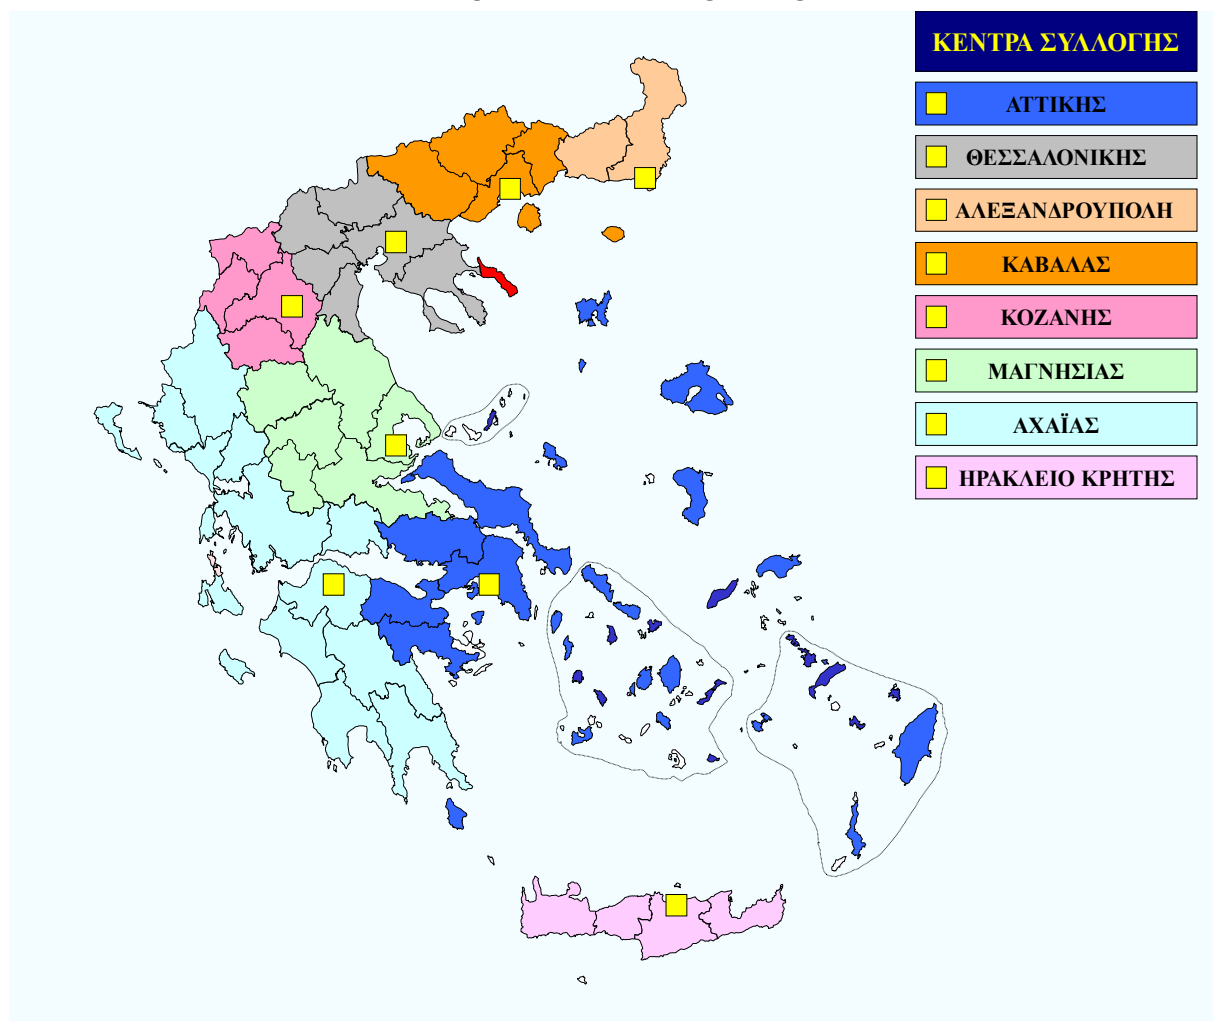 ΚΕΝΤΡΑ ΣΥΛΛΟΓΗΣ
ΑΤΤΙΚΗΣ
ΘΕΣΣΑΛΟΝΙΚΗΣ
ΑΛΕΞΑΝΔΡΟΥΠΟΛΗ
ΚΑΒΑΛΑΣ
ΚΟΖΑΝΗΣ
ΜΑΓΝΗΣΙΑΣ
ΑΧΑΪΑΣ
ΗΡΑΚΛΕΙΟ ΚΡΗΤΗΣ